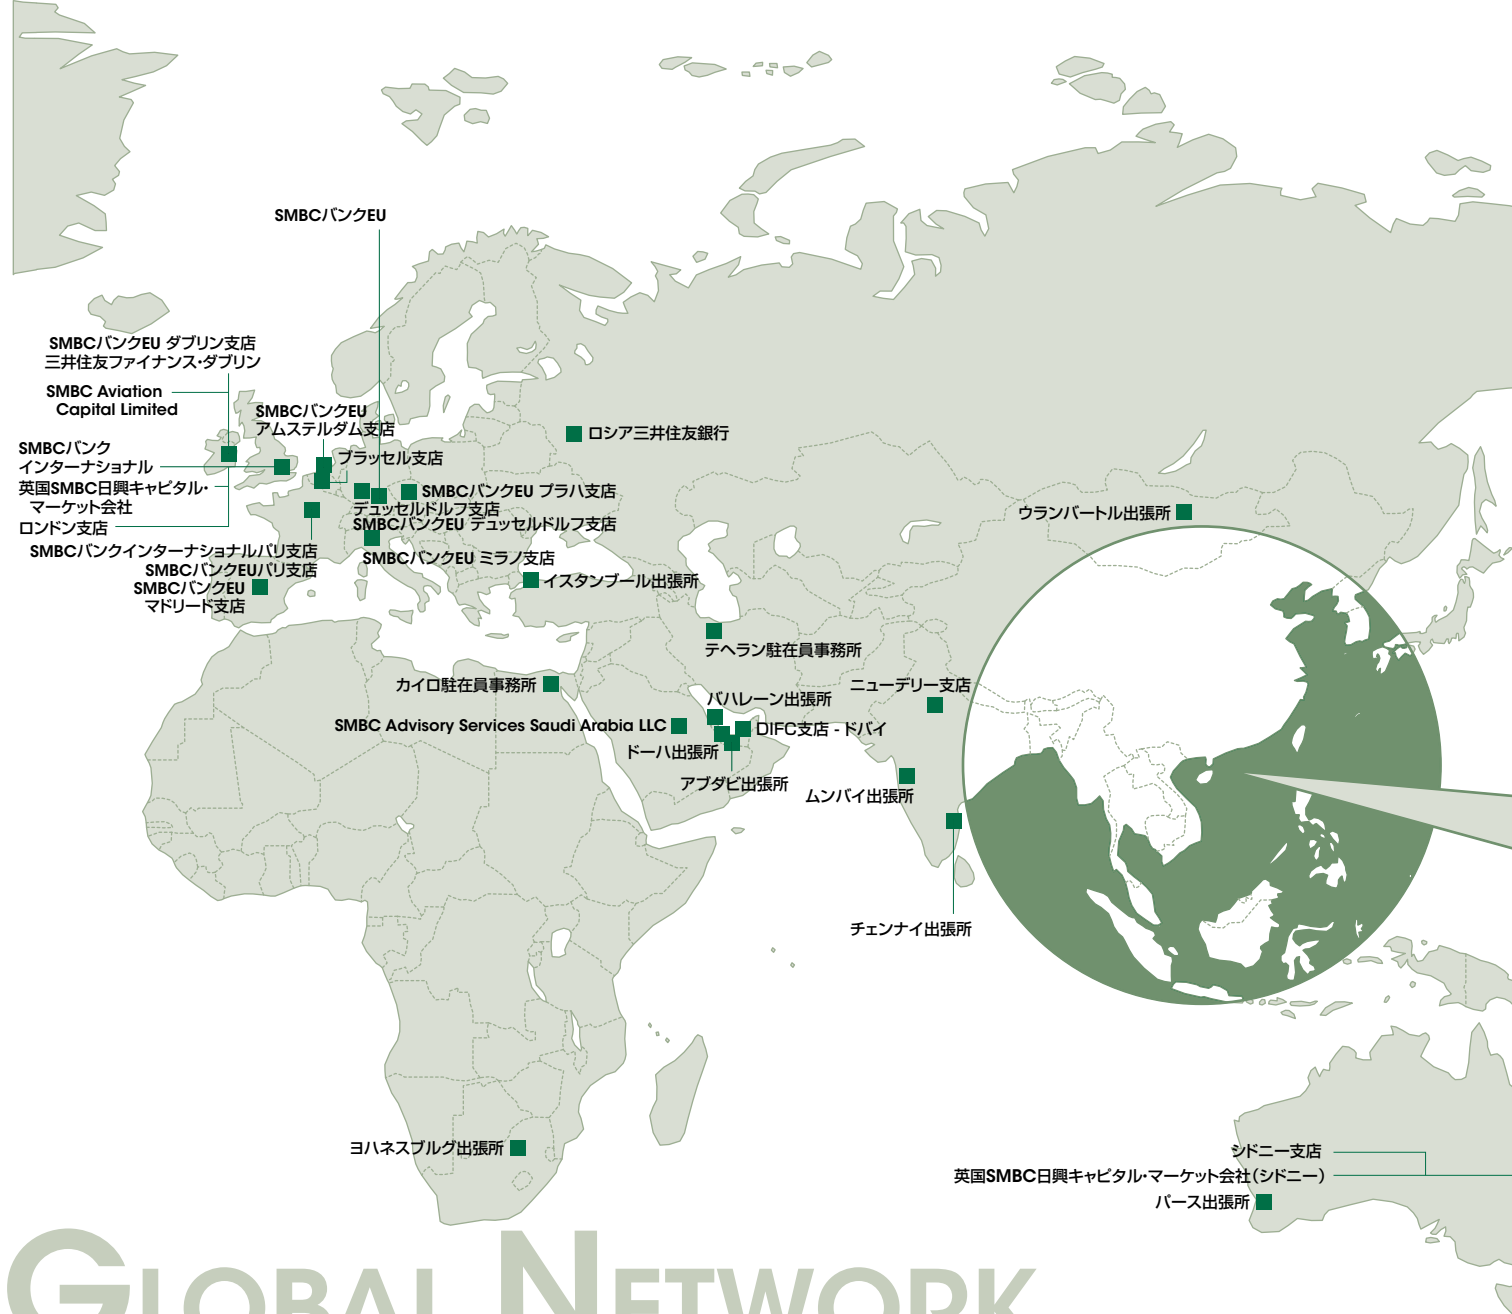 SMBCバンクEU
SMBCバンクEU ダブリン支店
三井住友ファイナンス・ダブリン
SMBC Aviation
Capital Limited
SMBCバンクEU
アムステルダム支店
ブラッセル支店
SMBCバンク
インターナショナル
英国SMBC日興キャピタル・
マーケット会社
ロンドン支店
SMBCバンクEU プラハ支店
デュッセルドルフ支店
SMBCバンクEU デュッセルドルフ支店
SMBCバンクインターナショナルパリ支店
SMBCバンクEUパリ支店
SMBCバンクEU ミラノ支店
SMBCバンクEU
マドリード支店
ロシア三井住友銀行
ウランバートル出張所
イスタンブール出張所
テヘラン駐在員事務所
カイロ駐在員事務所
ニューデリー支店
バハレーン出張所
SMBC Advisory Services Saudi Arabia LLC
DIFC支店 - ドバイ
ドーハ出張所
アブダビ出張所
ムンバイ出張所
チェンナイ出張所
ヨハネスブルグ出張所
シドニー支店
英国SMBC日興キャピタル・マーケット会社(シドニー)
パース出張所
GLOBAL NETWORK